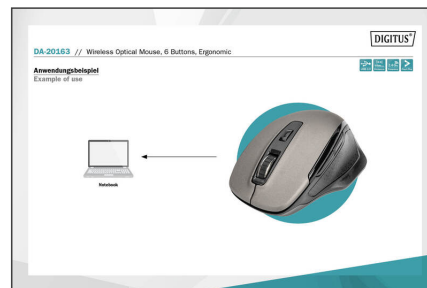 DIGITUS®
DA-20163 // Wireless Optical Mouse, 6 Buttons, Ergonomic
Anwendungsbeispiel
Example of use
Notebook